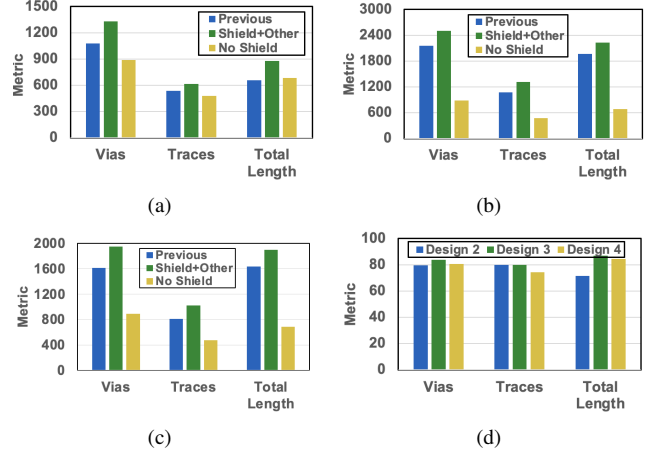 1500
1200
900
600
300
0
Metric
Previous
Shield+Other
No Shield
Vias
Traces
Total
Length
(a)
3000
2400
1800
1200
600
0
Metric
Previous
Shield+Other
No Shield
Vias
Traces
Total
Length
(b)
2000
1600
1200
800
400
0
Metric
Previous
Shield+Other
No Shield
Vias
Traces
Total
Length
(c)
100
80
60
40
20
0
Metric
Design 2 Design 3 Design 4
Vias
Traces
Total
Length
(d)